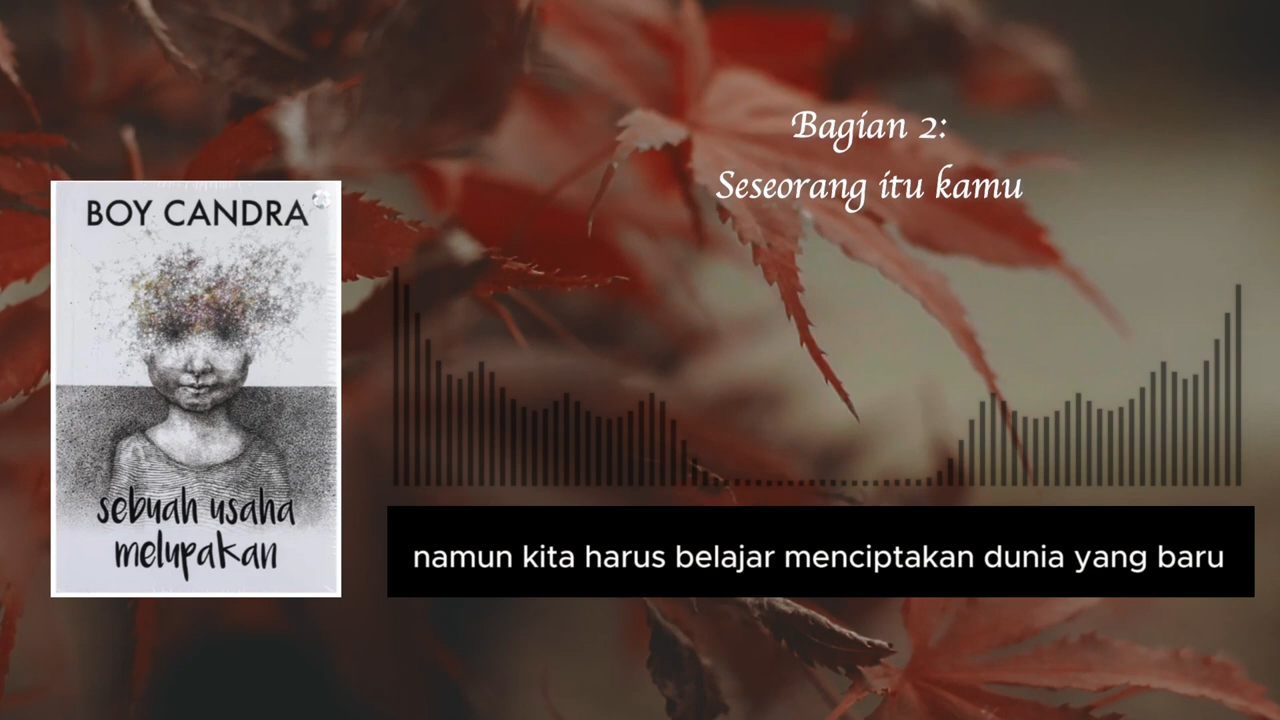 Bagian 2:
Seseorang itu kamu
BOY CANDRA
sebuah usaha
melupakan
namun kita harus belajar menciptakan dunia yang baru